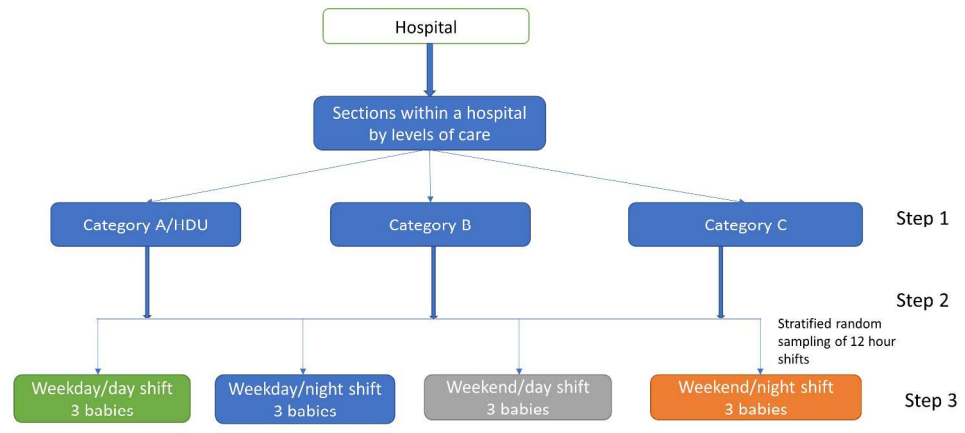 Hospital
Sections within a hospital
by levels of care
Category A/HDU
Category B
Category C
Step 1
Step 2
Stratified random
sampling of 12 hour
shifts
Weekday/day shift
3 babies
Weekday/night shift
3 babies
Weekend/day shift
3 babies
Weekend/night shift
3 babies
Step 3